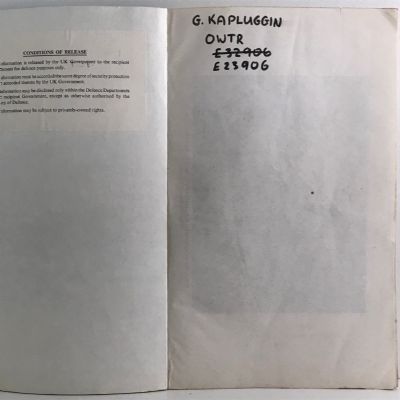 CONDITIONS OF RELEASE
information is released by the UK Government to the recipient
Government for defence purposes only.
information must be accorded the same degree of security protection
accorded thereto by the UK Government.
information may be disclosed only within the Defence Departments
recipient Government, except as otherwise authorised by the
of Defence.
information may be subject to privately-owned rights.
G. KAPLUGGIN
OWTR
E32906
E23906